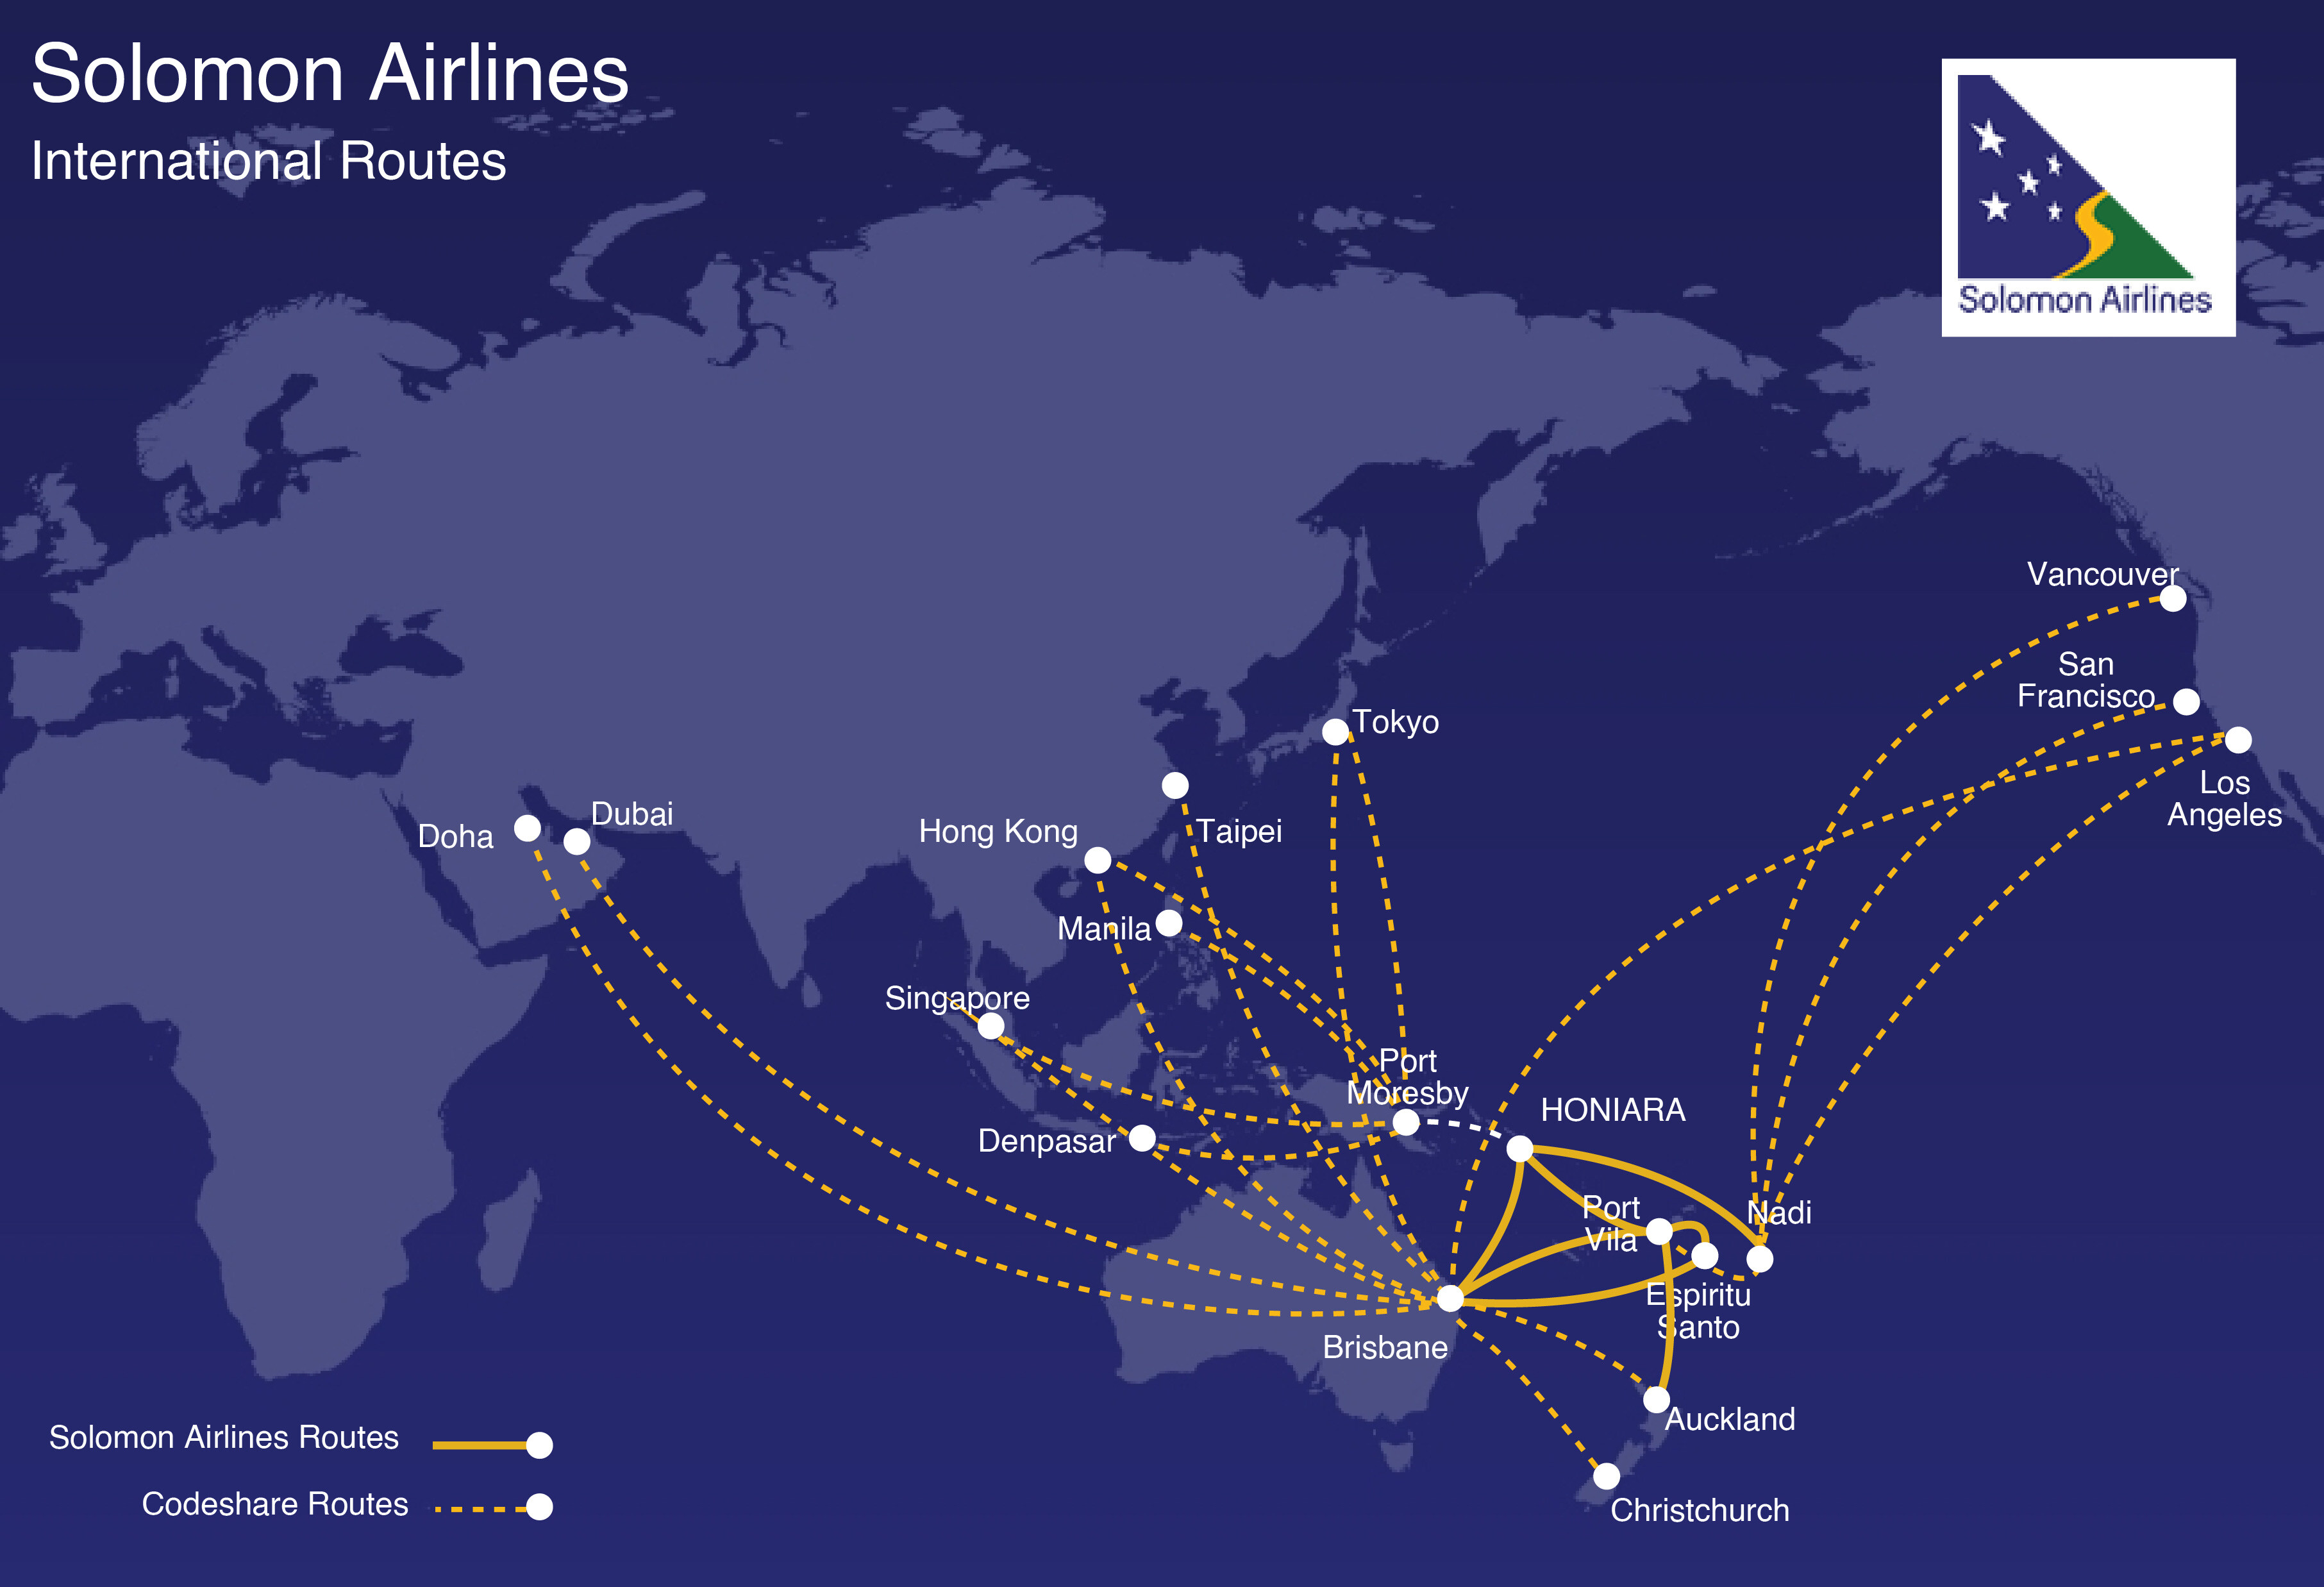 Solomon Airlines
International Routes
Solomon Airlines
Vancouver
San
Francisco
Los
Angeles
Tokyo
Dubai
Doha
Hong Kong
Taipei
Manila
Singapore
Port
Moresby
HONIARA
Denpasar
Port
Vila
Nadi
Espiritu
Santo
Brisbane
Auckland
Christchurch
Solomon Airlines Routes
Codeshare Routes